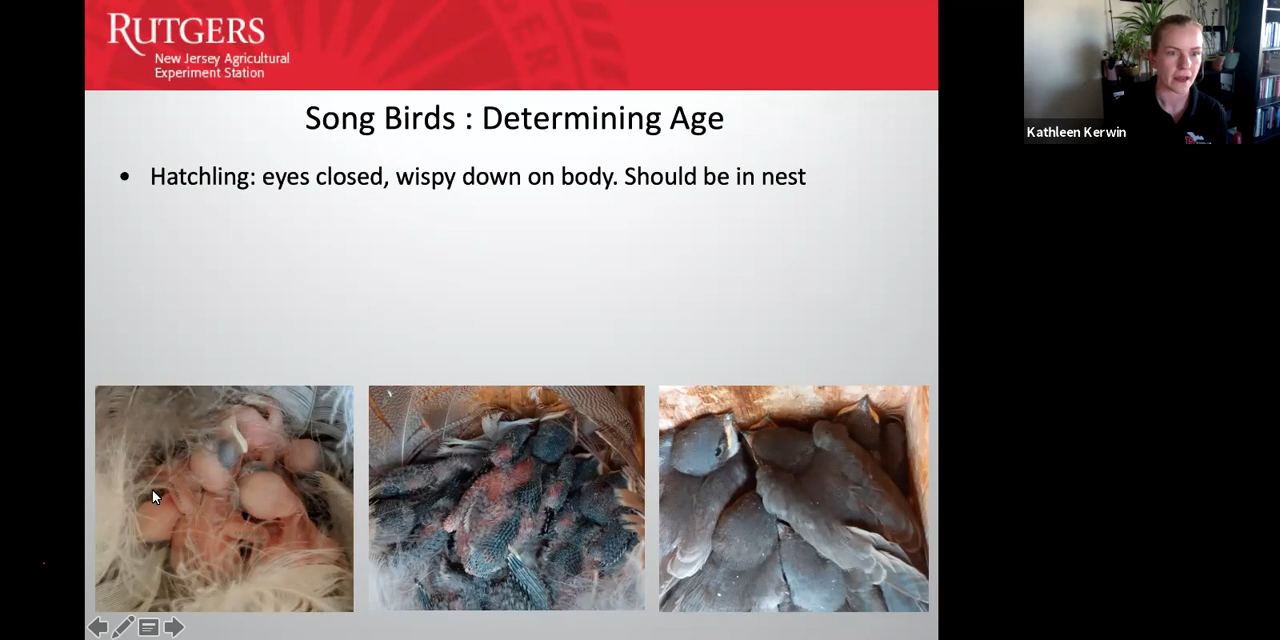 RUTGERS
New Jersey Agricultural
Experiment Station
Song Birds : Determining Age
• Hatchling: eyes closed, wispy down on body. Should be in nest
Kathleen Kerwin